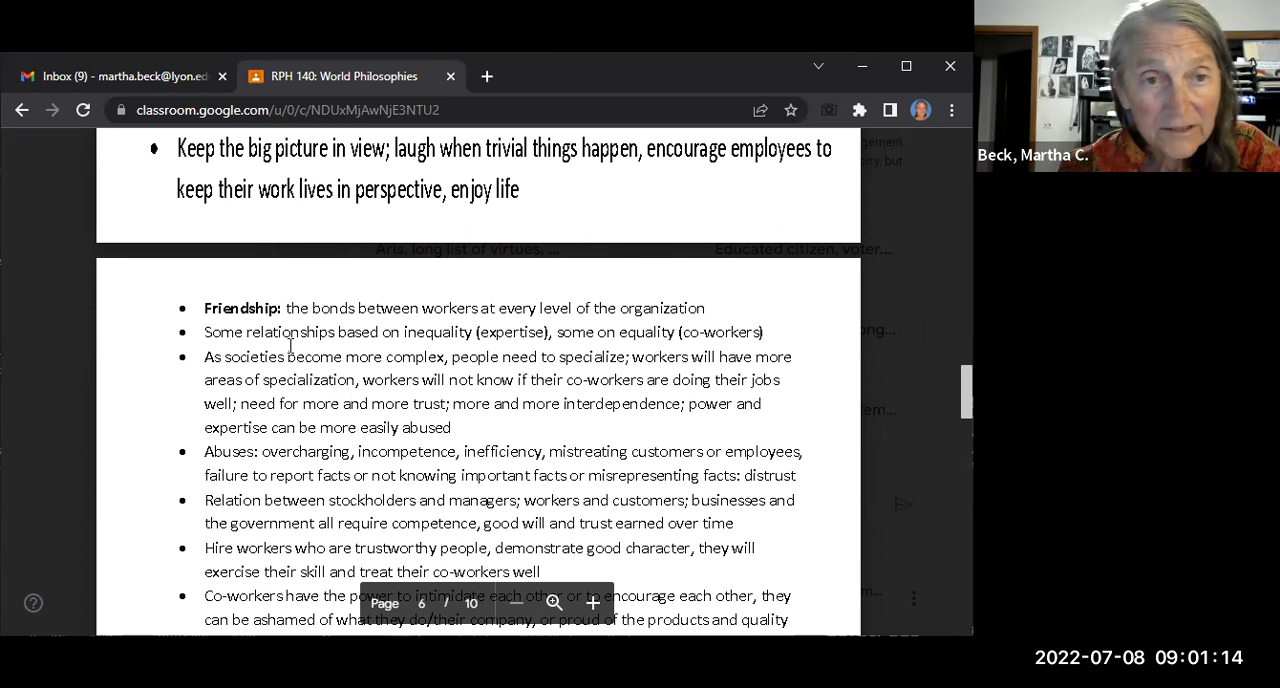 Inbox (9) - martha.beck@lyon.ed
RPH 140: World Philosophies
classroom.google.com/u/0/c/NDUxMjAwNjE3NTU2
Beck, Martha C.
Keep the big picture in view; laugh when trivial things happen, encourage employees to
keep their work lives in perspective, enjoy life
Aris, long list of virtues, ...
Educated citizen, voter....
• Friendship: the bonds between workers at every level of the organization
• Some relationships based on inequality (expertise), some on equality (co-workers)
• As societies become more complex, people need to specialize; workers will have more
areas of specialization, workers will not know if their co-workers are doing their jobs
well; need for more and more trust; more and more interdependence; power and
expertise can be more easily abused
• Abuses: overcharging, incompetence, inefficiency, mistreating customers or employees,
failure to report facts or not knowing important facts or misrepresenting facts: distrust
• Relation between stockholders and managers; workers and customers; businesses and
the government all require competence, good will and trust earned over time
• Hire workers who are trustworthy people, demonstrate good character, they will
exercise their skill and treat their co-workers well
• Co-workers have the power to intimidate each other or to encourage each other, they
can be ashamed of what they do/their company, or proud of the products and quality
Page 6 / 10
2022-07-08 09:01:14